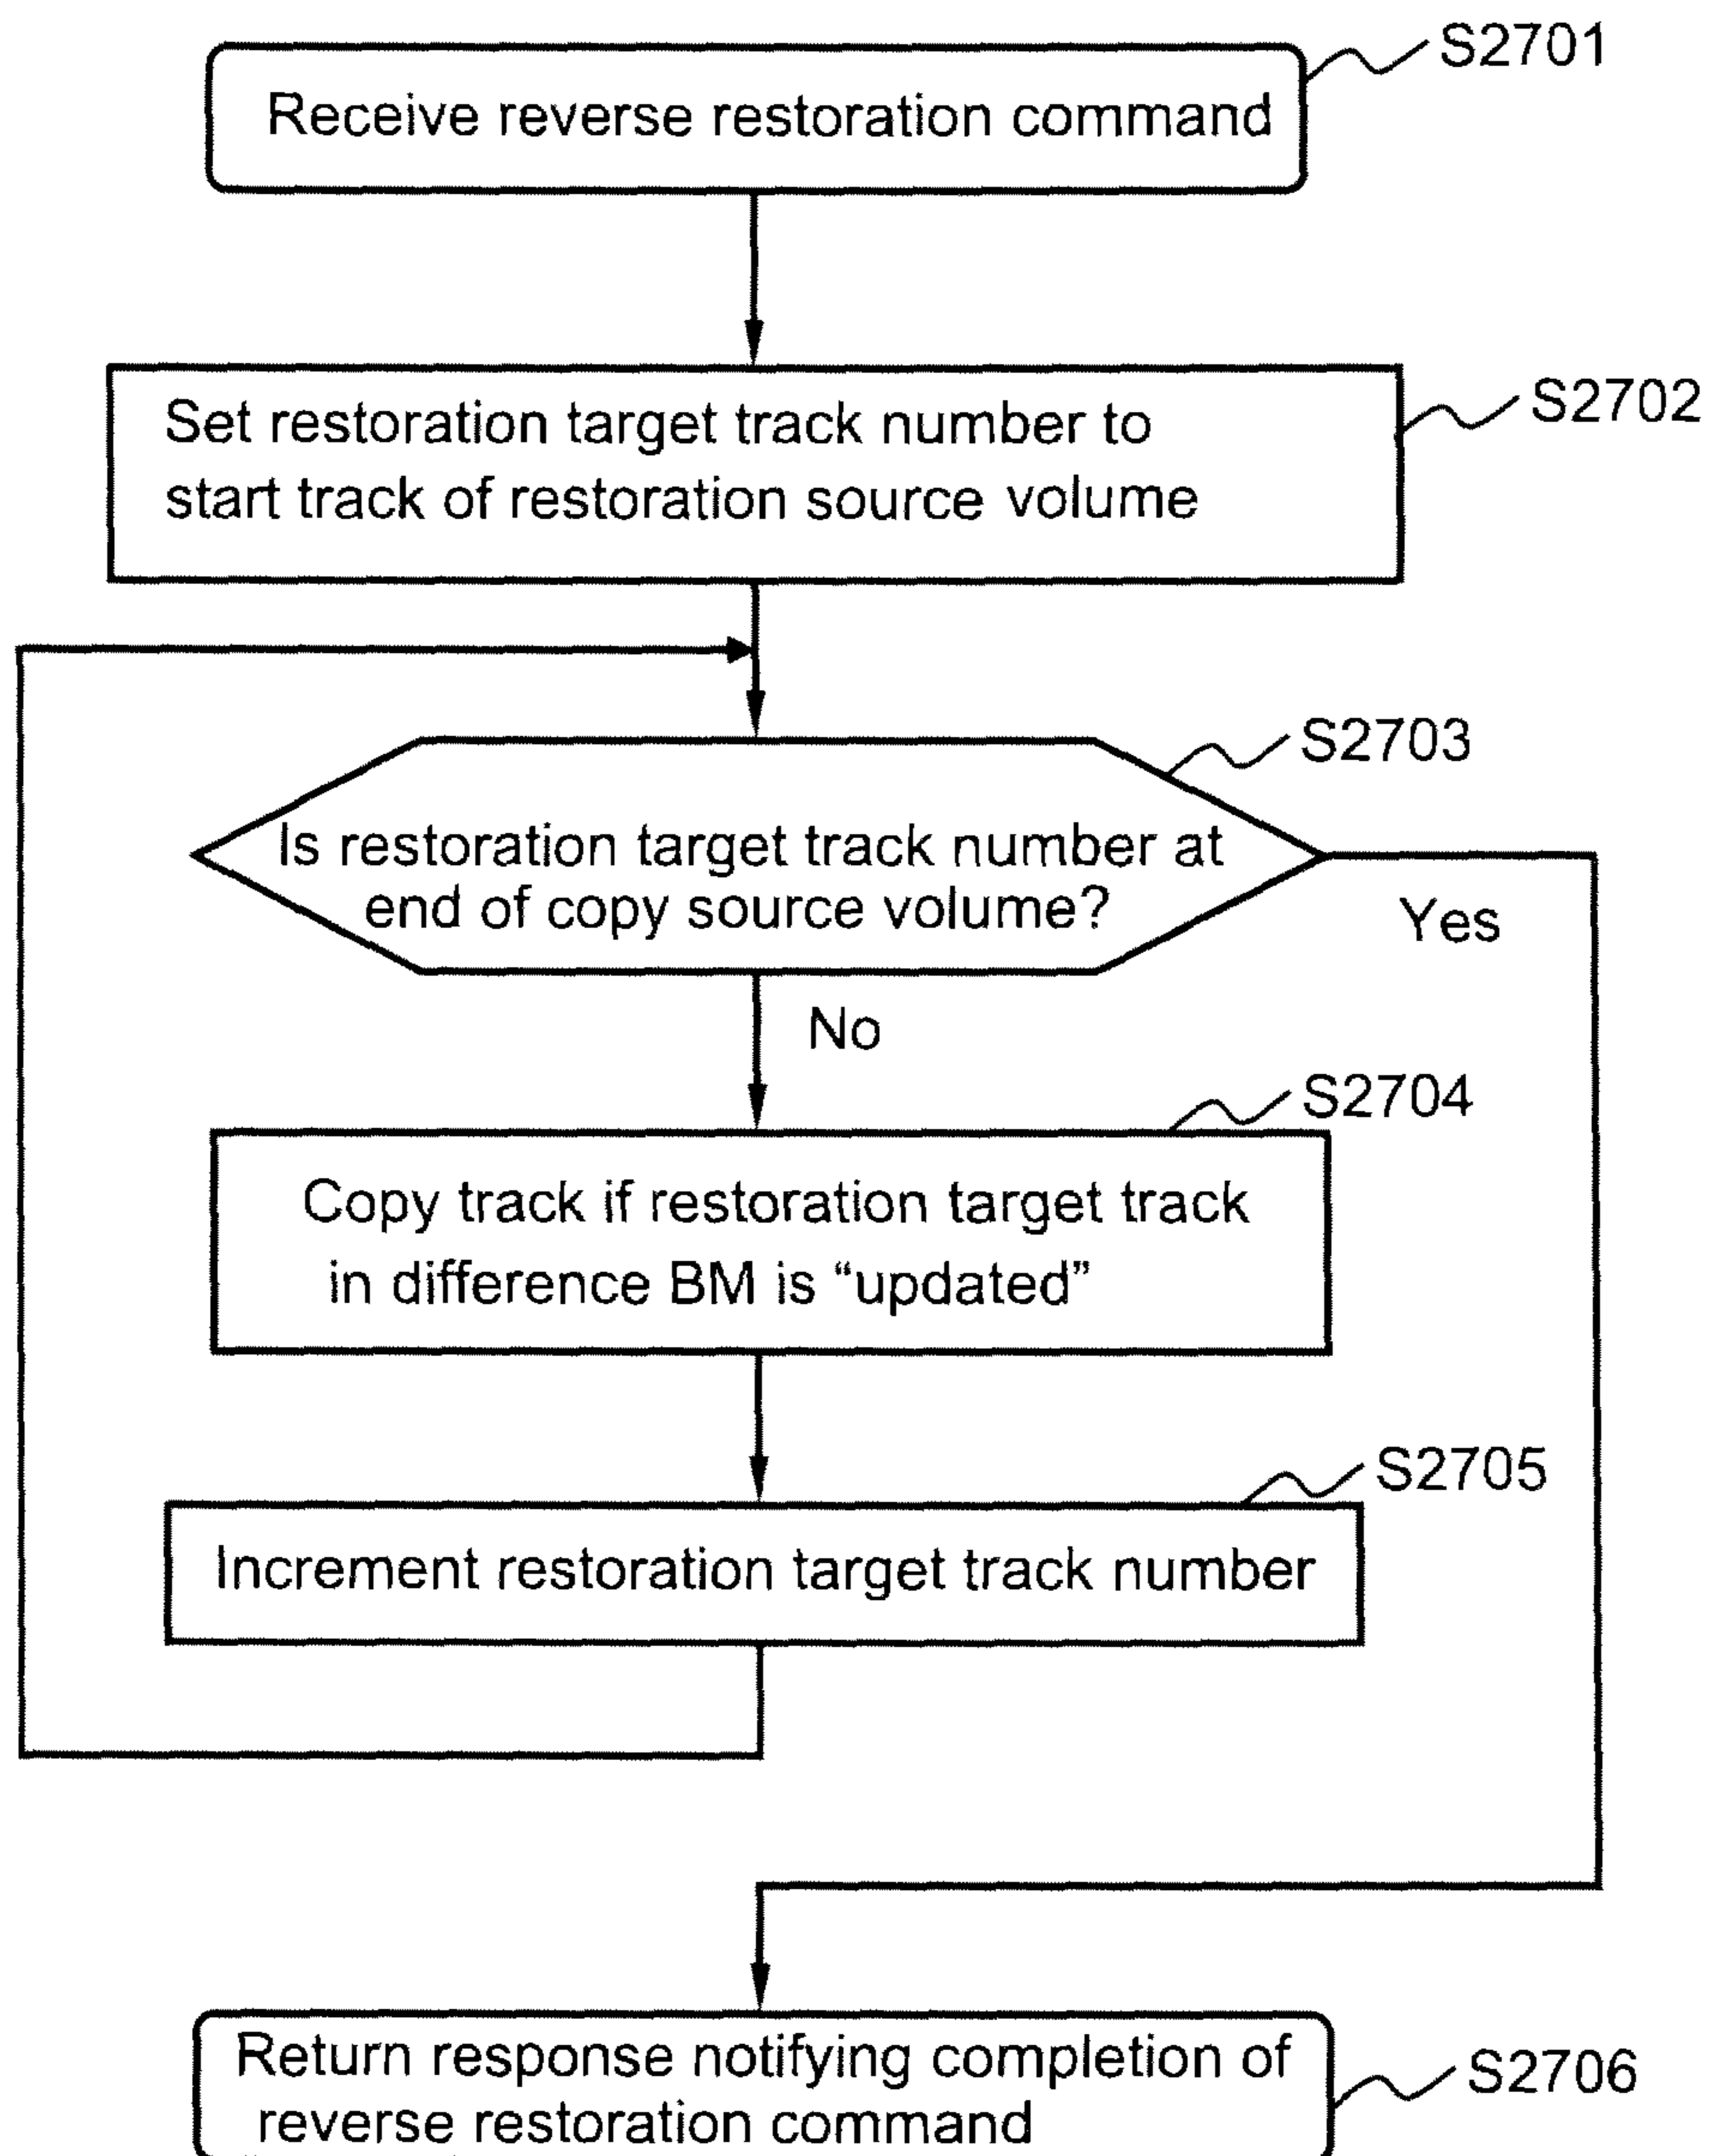 S2701
Receive reverse restoration command
S2702
Set restoration target track number to
start track of restoration source volume
S2703
Is restoration target track number at
end of copy source volume?
Yes
No
S2704
Copy track if restoration target track
in difference BM is “updated”
S2705
Increment restoration target track number
Return response notifying completion of
reverse restoration command
S2706